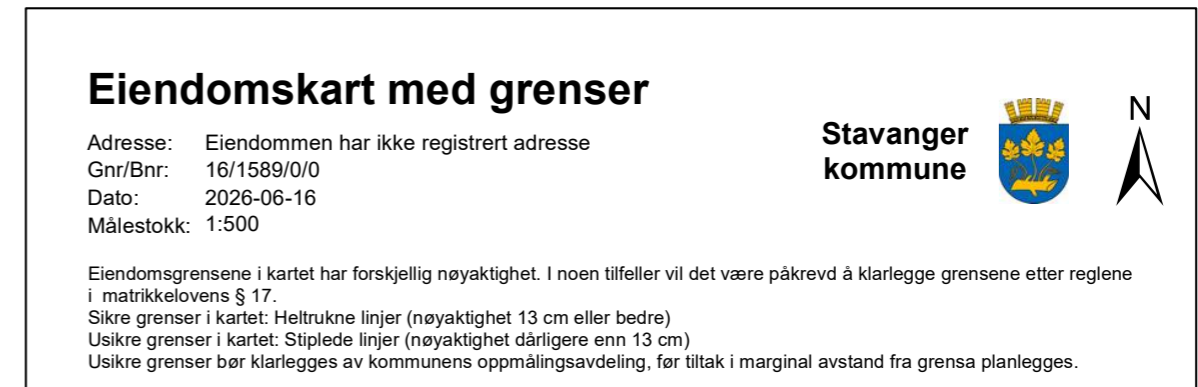 Eiendomskart med grenser
Adresse: Eiendommen har ikke registrert adresse
Gnr/Bnr: 16/1589/0/0
Dato: 2026-06-16
Målestokk: 1:500
Stavanger
kommune
N
Eiendomsgrensene i kartet har forskjellig nøyaktighet. I noen tilfeller vil det være påkrevd å klarlegge grensene etter reglene
i matrikkelovens § 17.
Sikre grenser i kartet: Heltrukne linjer (nøyaktighet 13 cm eller bedre)
Usikre grenser i kartet: Stiplede linjer (nøyaktighet dårligere enn 13 cm)
Usikre grenser bør klarlegges av kommunens oppmålingsavdeling, før tiltak i marginal avstand fra grensa planlegges.